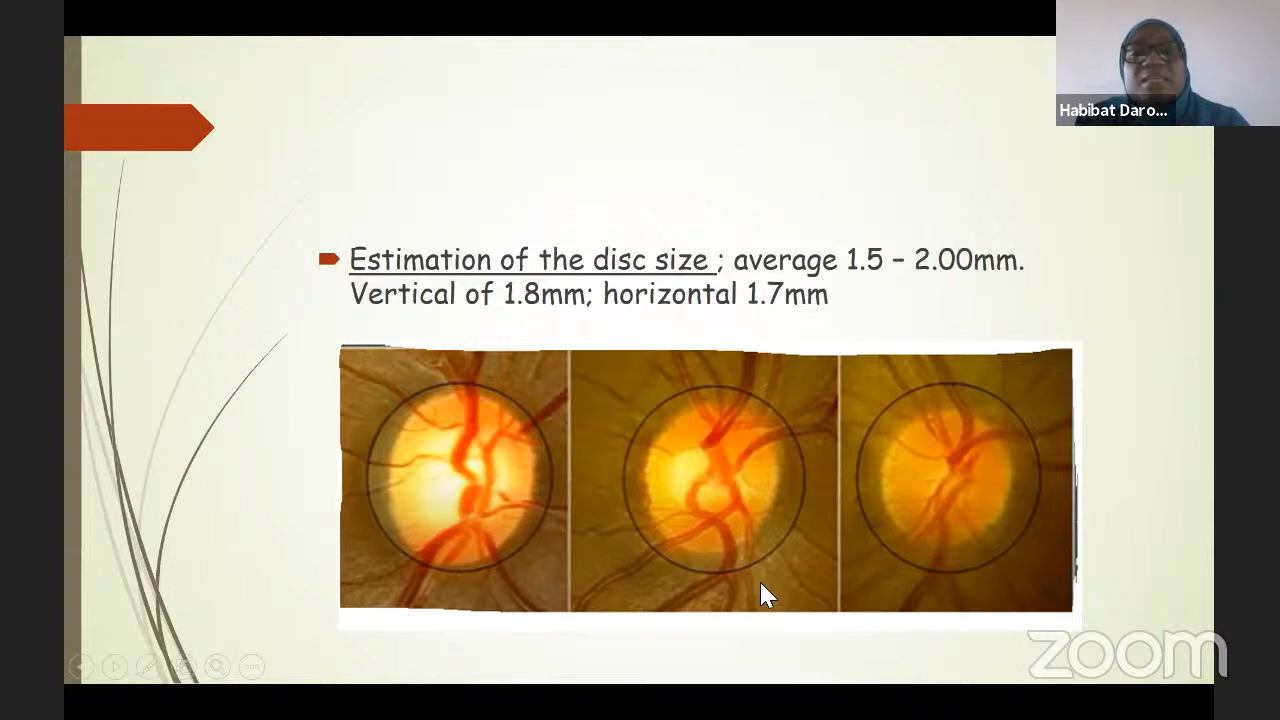 Habibat Daro...
Estimation of the disc size ; average 1.5 – 2.00mm.
Vertical of 1.8mm; horizontal 1.7mm
zoom